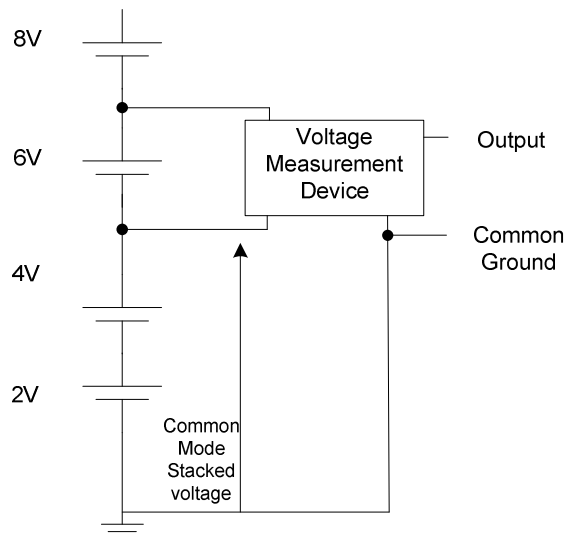 8V
6V
4V
2V
Voltage
Measurement
Device
Output
Common
Ground
Common
Mode
Stacked
voltage